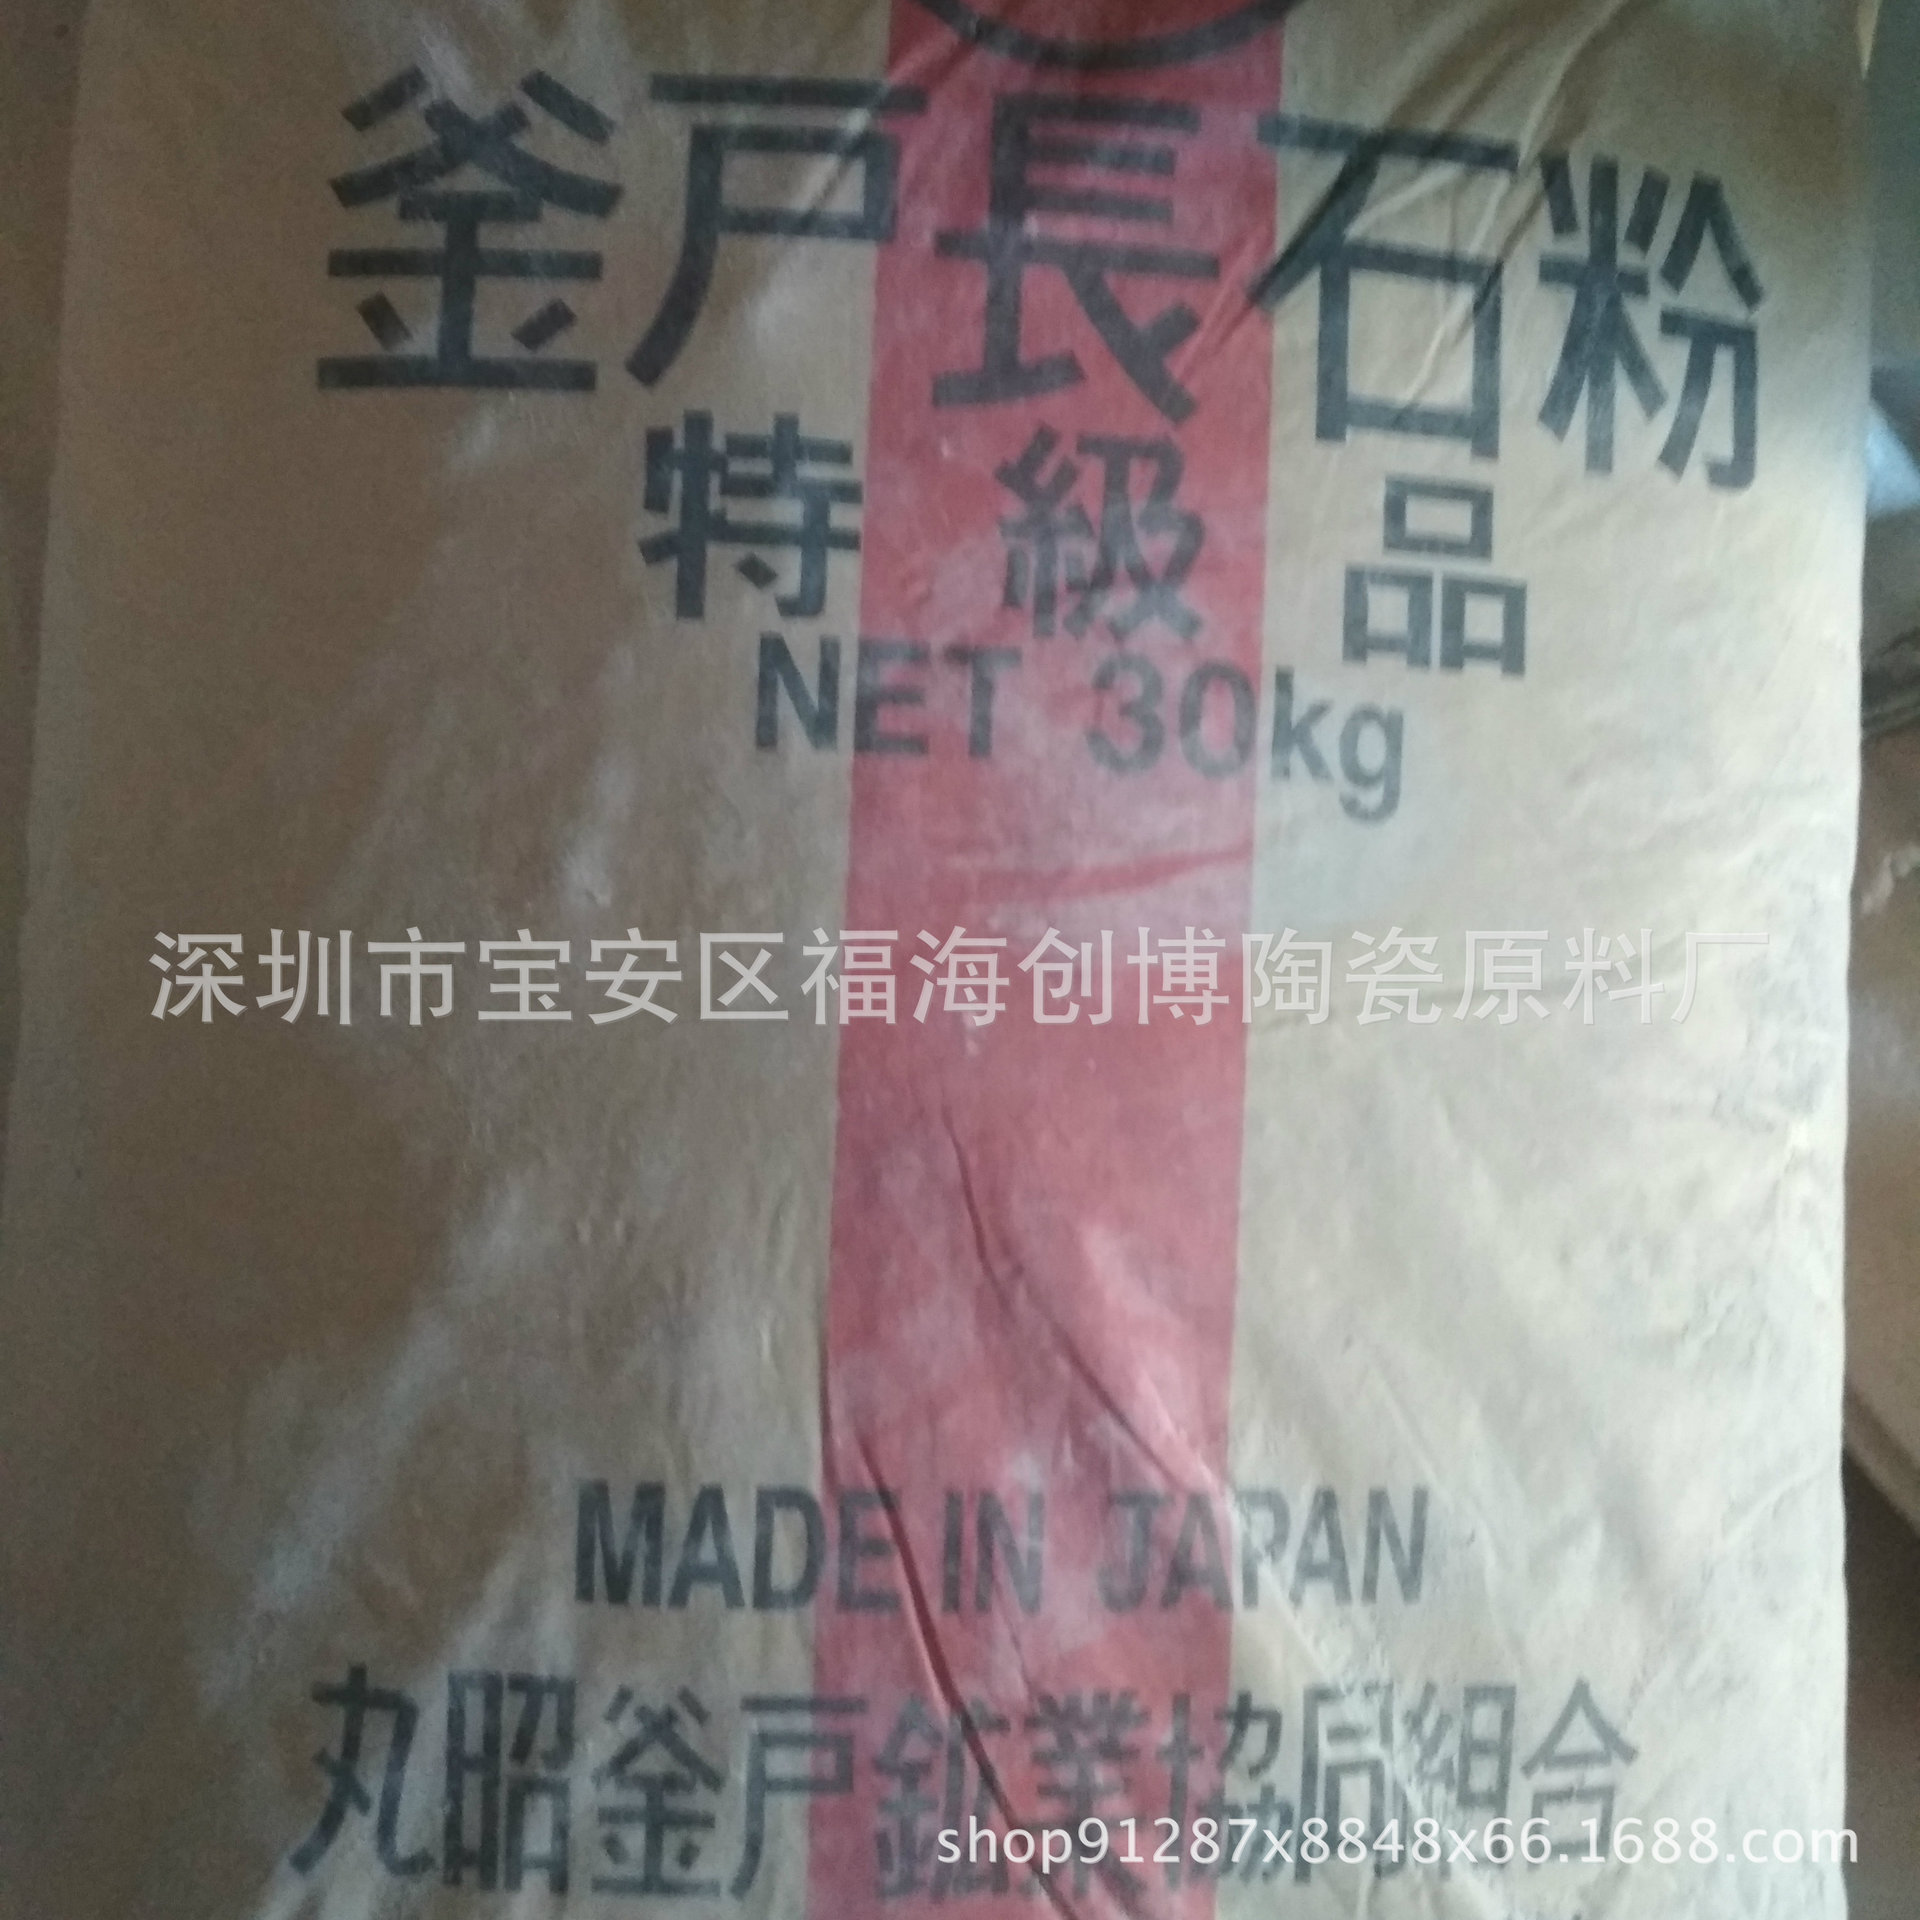 釜戸長石粉
特級品
NET 30kg
深圳市宝安区福海创博陶瓷原料厂
MADE IN JAPAN
丸昭釜戸鉱業協同組合
shop91287x8848x66.1688.com